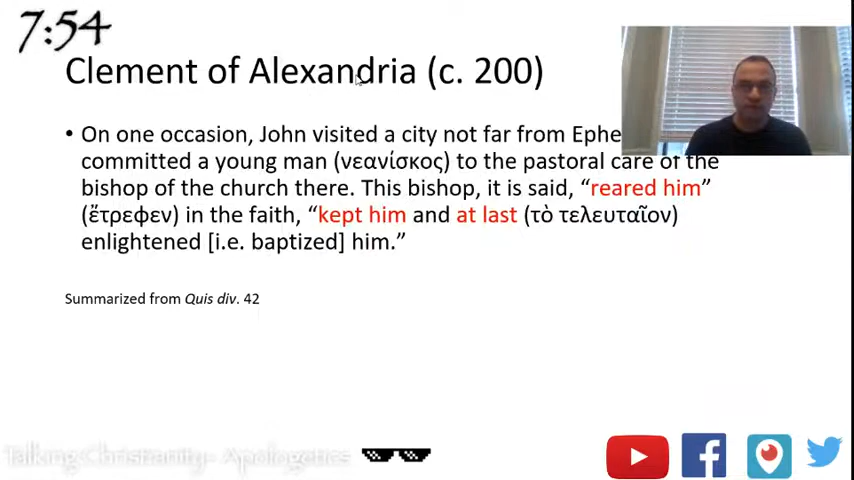 7:54
Clement of Alexandria (c. 200)
• On one occasion, John visited a city not far from Ephe
committed a young man (νεανίσκος) to the pastoral care of the
bishop of the church there. This bishop, it is said, “reared him”
(ἔτρεφεν) in the faith, “kept him and at last (τὸ τελευταῖον)
enlightened [i.e. baptized] him.”
Summarized from Quis div. 42
Talking Christianity - Apologetics